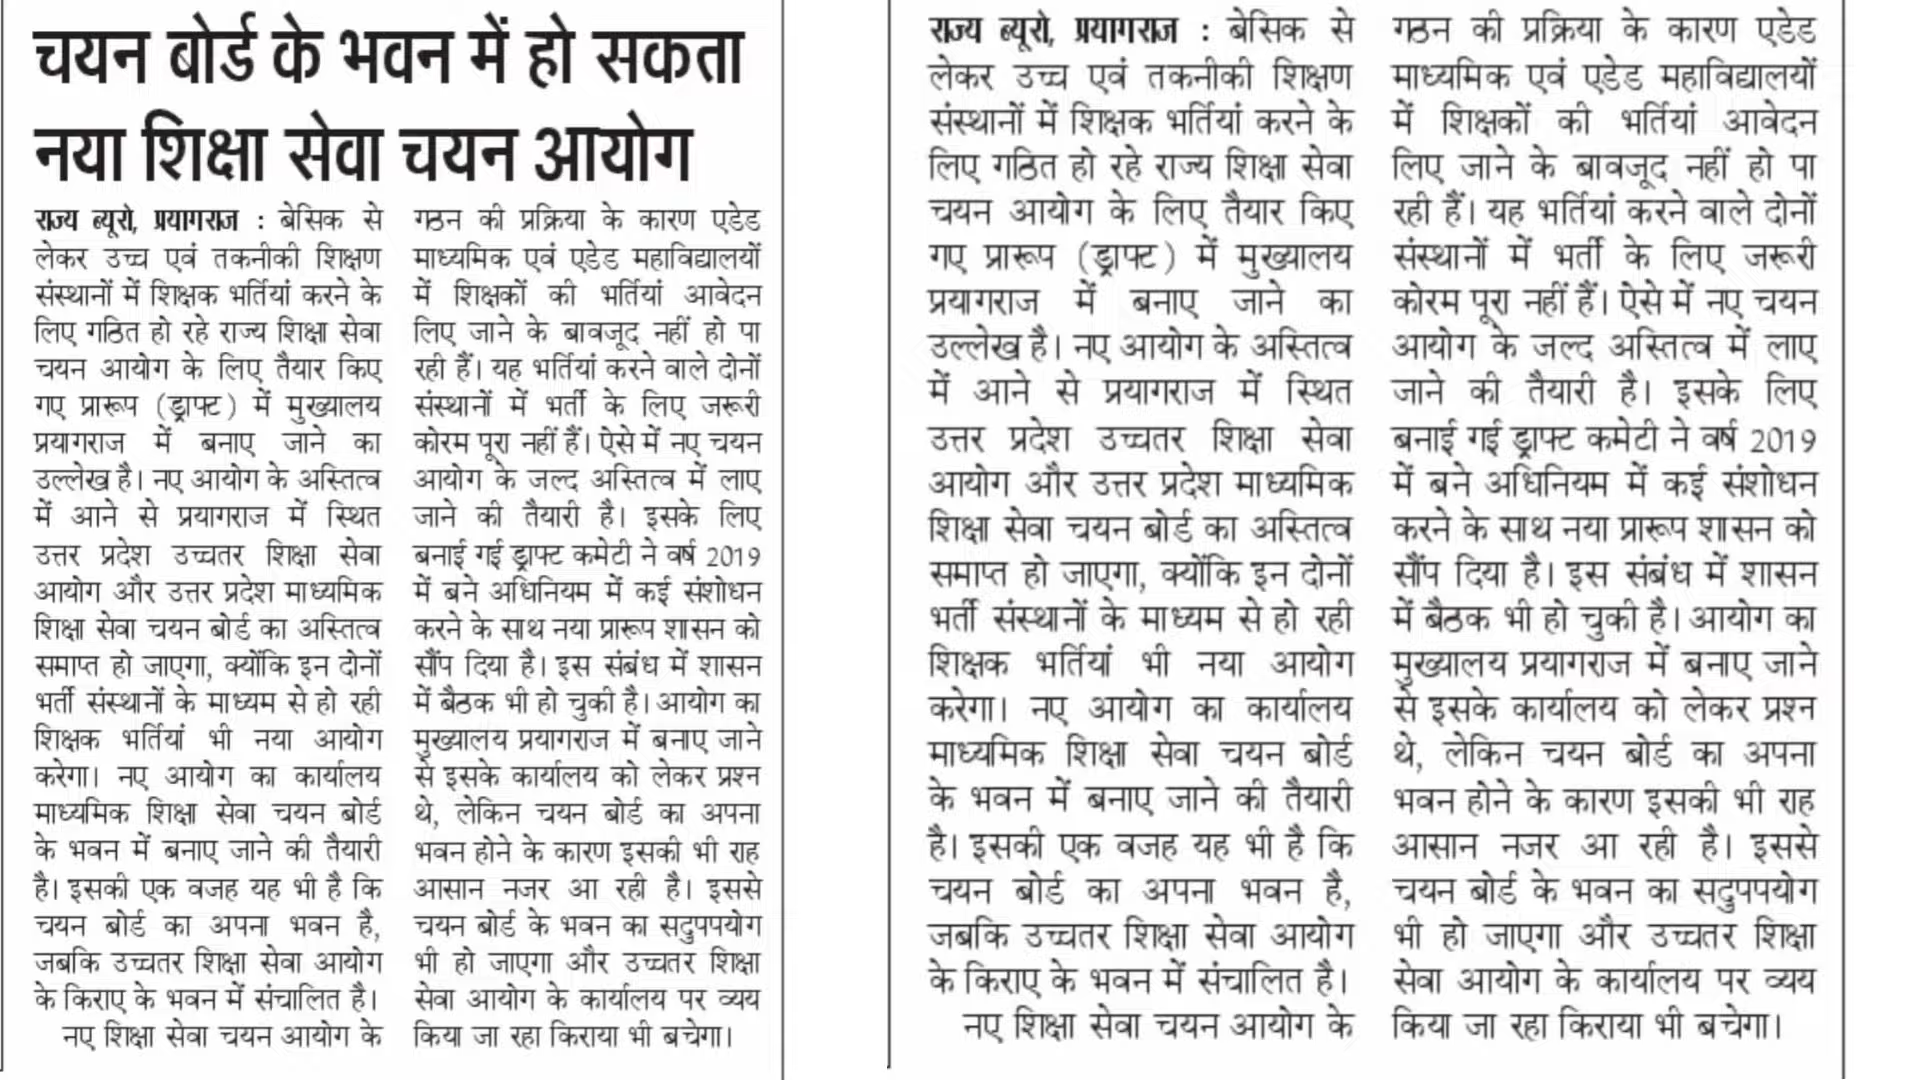 चयन बोर्ड के भवन में हो सकता
नया शिक्षा सेवा चयन आयोग
राज्य ब्यूरो, प्रयागराज : बेसिक से
लेकर उच्च एवं तकनीकी शिक्षण
संस्थानों में शिक्षक भर्तियां करने के
लिए गठित हो रहे राज्य शिक्षा सेवा
चयन आयोग के लिए तैयार किए
गए प्रारूप (ड्राफ्ट) में मुख्यालय
प्रयागराज में बनाए जाने का
उल्लेख है। नए आयोग के अस्तित्व
में आने से प्रयागराज में स्थित
उत्तर प्रदेश उच्चतर शिक्षा सेवा
आयोग और उत्तर प्रदेश माध्यमिक
शिक्षा सेवा चयन बोर्ड का अस्तित्व
समाप्त हो जाएगा, क्योंकि इन दोनों
भर्ती संस्थानों के माध्यम से हो रही
शिक्षक भर्तियां भी नया आयोग
करेगा। नए आयोग का कार्यालय
माध्यमिक शिक्षा सेवा चयन बोर्ड
के भवन में बनाए जाने की तैयारी
है। इसकी एक वजह यह भी है कि
चयन बोर्ड का अपना भवन है,
जबकि उच्चतर शिक्षा सेवा आयोग
के किराए के भवन में संचालित है।
नए शिक्षा सेवा चयन आयोग के
गठन की प्रक्रिया के कारण एडेड
माध्यमिक एवं एडेड महाविद्यालयों
में शिक्षकों की भर्तियां आवेदन
लिए जाने के बावजूद नहीं हो पा
रही हैं। यह भर्तियां करने वाले दोनों
संस्थानों में भर्ती के लिए जरूरी
कोरम पूरा नहीं हैं। ऐसे में नए चयन
आयोग के जल्द अस्तित्व में लाए
जाने की तैयारी है। इसके लिए
बनाई गई ड्राफ्ट कमेटी ने वर्ष 2019
में बने अधिनियम में कई संशोधन
करने के साथ नया प्रारूप शासन को
सौंप दिया है। इस संबंध में शासन
में बैठक भी हो चुकी है। आयोग का
मुख्यालय प्रयागराज में बनाए जाने
से इसके कार्यालय को लेकर प्रश्न
थे, लेकिन चयन बोर्ड का अपना
भवन होने के कारण इसकी भी राह
आसान नजर आ रही है। इससे
चयन बोर्ड के भवन का सदुपपयोग
भी हो जाएगा और उच्चतर शिक्षा
सेवा आयोग के कार्यालय पर व्यय
किया जा रहा किराया भी बचेगा।
राज्य ब्यूरो, प्रयागराज : बेसिक से
लेकर उच्च एवं तकनीकी शिक्षण
संस्थानों में शिक्षक भर्तियां करने के
लिए गठित हो रहे राज्य शिक्षा सेवा
चयन आयोग के लिए तैयार किए
गए प्रारूप (ड्राफ्ट) में मुख्यालय
प्रयागराज में बनाए जाने का
उल्लेख है। नए आयोग के अस्तित्व
में आने से प्रयागराज में स्थित
उत्तर प्रदेश उच्चतर शिक्षा सेवा
आयोग और उत्तर प्रदेश माध्यमिक
शिक्षा सेवा चयन बोर्ड का अस्तित्व
समाप्त हो जाएगा, क्योंकि इन दोनों
भर्ती संस्थानों के माध्यम से हो रही
शिक्षक भर्तियां भी नया आयोग
करेगा। नए आयोग का कार्यालय
माध्यमिक शिक्षा सेवा चयन बोर्ड
के भवन में बनाए जाने की तैयारी
है। इसकी एक वजह यह भी है कि
चयन बोर्ड का अपना भवन है,
जबकि उच्चतर शिक्षा सेवा आयोग
के किराए के भवन में संचालित है।
नए शिक्षा सेवा चयन आयोग के
गठन की प्रक्रिया के कारण एडेड
माध्यमिक एवं एडेड महाविद्यालयों
में शिक्षकों की भर्तियां आवेदन
लिए जाने के बावजूद नहीं हो पा
रही हैं। यह भर्तियां करने वाले दोनों
संस्थानों में भर्ती के लिए जरूरी
कोरम पूरा नहीं हैं। ऐसे में नए चयन
आयोग के जल्द अस्तित्व में लाए
जाने की तैयारी है। इसके लिए
बनाई गई ड्राफ्ट कमेटी ने वर्ष 2019
में बने अधिनियम में कई संशोधन
करने के साथ नया प्रारूप शासन को
सौंप दिया है। इस संबंध में शासन
में बैठक भी हो चुकी है। आयोग का
मुख्यालय प्रयागराज में बनाए जाने
से इसके कार्यालय को लेकर प्रश्न
थे, लेकिन चयन बोर्ड का अपना
भवन होने के कारण इसकी भी राह
आसान नजर आ रही है। इससे
चयन बोर्ड के भवन का सदुपपयोग
भी हो जाएगा और उच्चतर शिक्षा
सेवा आयोग के कार्यालय पर व्यय
किया जा रहा किराया भी बचेगा।